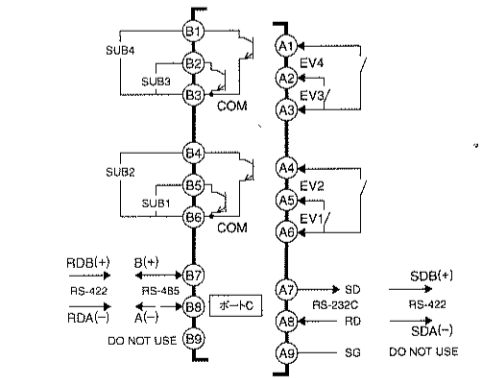 B1
SUB4
B2
SUB3
B3
COM
A1
EV4
A2
EV3
A3
B4
SUB2
B5
SUB1
B6
COM
A4
EV2
A5
EV1
A6
RDB(+) B(+) B7
RS-422 RS-485
RDA(-) A(-) B8 ポートC
DO NOT USE B9
A7 SD SDB(+)
RS-232C RS-422
A8 RD SDA(-)
A9 SG DO NOT USE